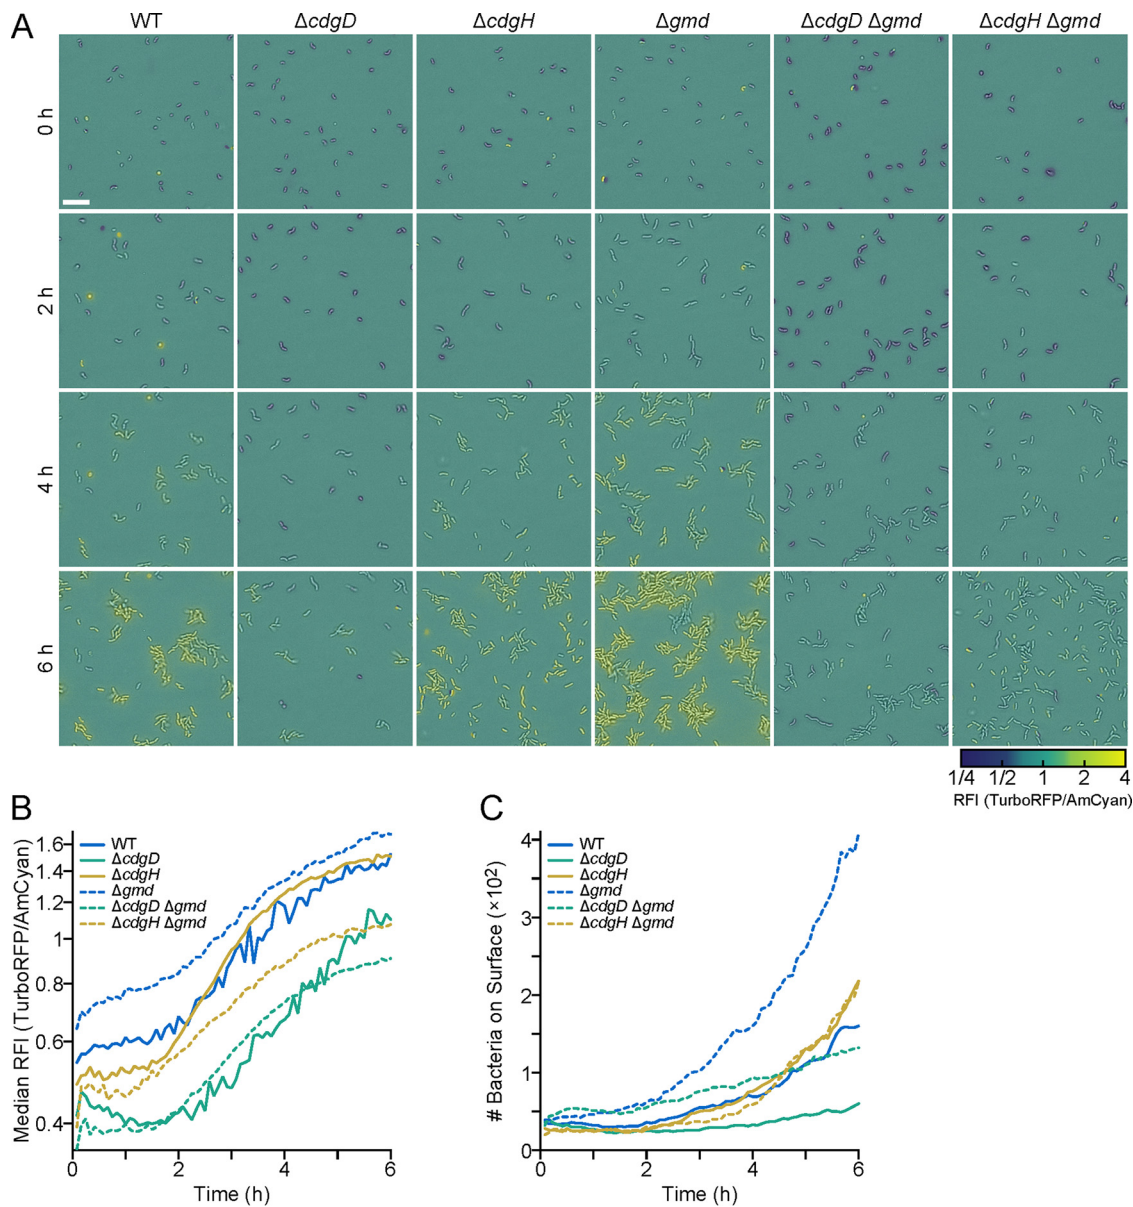 A
WT
ΔcdgD
ΔcdgH
Δgmd
ΔcdgD Δgmd
ΔcdgH Δgmd
0 h
2 h
4 h
6 h
1/4 1/2 1 2 4
RFI (TurboRFP/AmCyan)
B
Median RFI (TurboRFP/AmCyan)
1.6
1.4
1.2
1
0.8
0.6
0.4
WT
ΔcdgD
ΔcdgH
Δgmd
ΔcdgD Δgmd
ΔcdgH Δgmd
0 2 4 6
Time (h)
C
# Bacteria on Surface (×10²)
4
3
2
1
0
WT
ΔcdgD
ΔcdgH
Δgmd
ΔcdgD Δgmd
ΔcdgH Δgmd
0 2 4 6
Time (h)